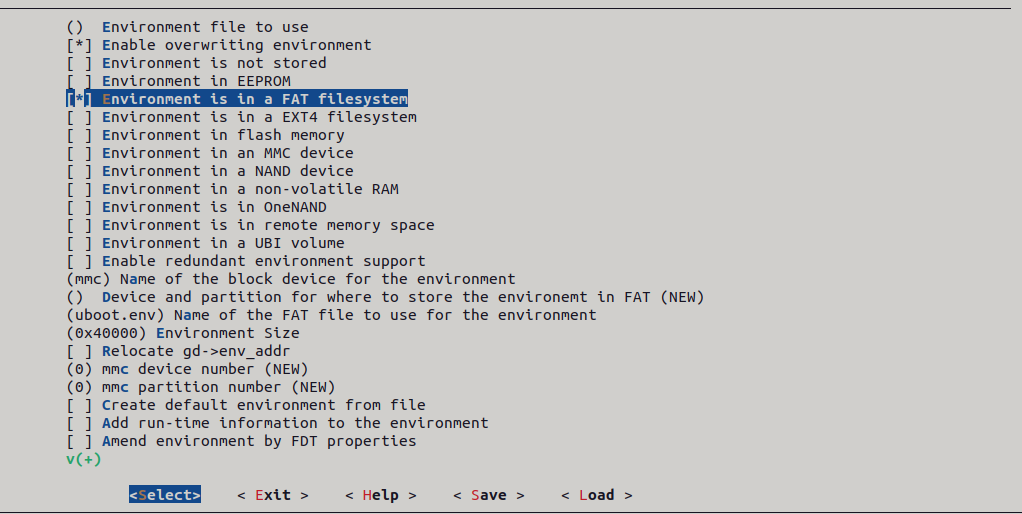 ()  Environment file to use
[*] Enable overwriting environment
[ ] Environment is not stored
[ ] Environment in EEPROM
[*] Environment is in a FAT filesystem
[ ] Environment is in a EXT4 filesystem
[ ] Environment in flash memory
[ ] Environment in an MMC device
[ ] Environment in a NAND device
[ ] Environment in a non-volatile RAM
[ ] Environment is in OneNAND
[ ] Environment is in remote memory space
[ ] Environment in a UBI volume
[ ] Enable redundant environment support
(mmc) Name of the block device for the environment
()  Device and partition for where to store the environemt in FAT (NEW)
(uboot.env) Name of the FAT file to use for the environment
(0x40000) Environment Size
[ ] Relocate gd->env_addr
(0) mmc device number (NEW)
(0) mmc partition number (NEW)
[ ] Create default environment from file
[ ] Add run-time information to the environment
[ ] Amend environment by FDT properties
v(+)
<Select>    < Exit >    < Help >    < Save >    < Load >